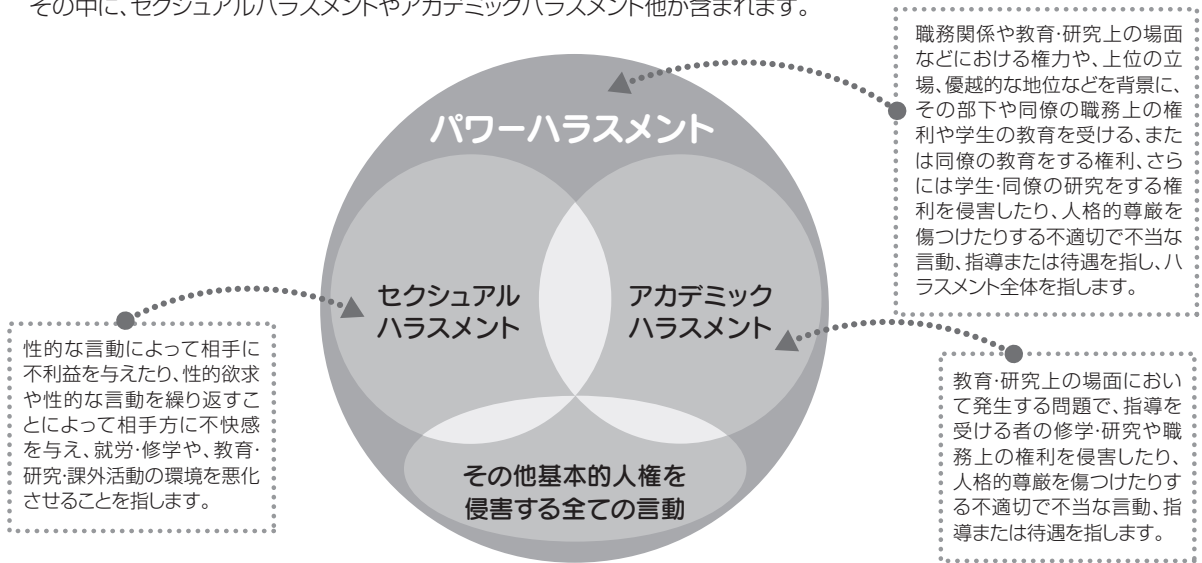 その中に、セクシュアルハラスメントやアカデミックハラスメント他が含まれます。
職務関係や教育・研究上の場面
などにおける権力や、上位の立
場、優越的な地位などを背景に、
その部下や同僚の職務上の権
利や学生の教育を受ける、また
は同僚の教育をする権利、さら
には学生・同僚の研究をする権
利を侵害したり、人格的尊厳を
傷つけたりする不適切で不当な
言動、指導または待遇を指し、ハ
ラスメント全体を指します。
パワーハラスメント
セクシュアル
ハラスメント
アカデミック
ハラスメント
性的な言動によって相手に
不利益を与えたり、性的欲求
や性的な言動を繰り返すこ
とによって相手方に不快感
を与え、就労・修学や、教育・
研究・課外活動の環境を悪化
させることを指します。
教育・研究上の場面におい
て発生する問題で、指導を
受ける者の修学・研究や職
務上の権利を侵害したり、
人格的尊厳を傷つけたりす
る不適切で不当な言動、指
導または待遇を指します。
その他基本的人権を
侵害する全ての言動